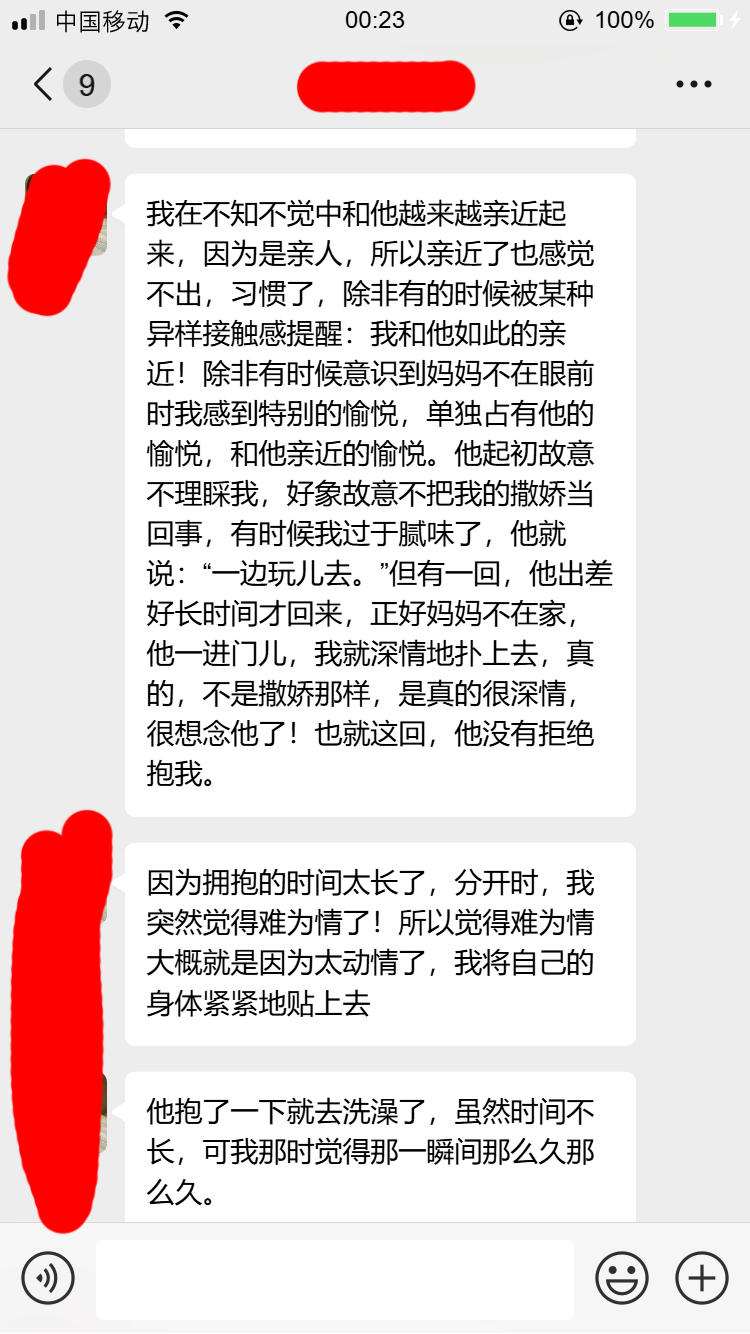 中国移动
00:23
100%
9
我在不知不觉中和他越来越亲近起
来，因为是亲人，所以亲近了也感觉
不出，习惯了，除非有的时候被某种
异样接触感提醒：我和他如此的亲
近！除非有时候意识到妈妈不在眼前
时我感到特别的愉悦，单独占有他的
愉悦，和他亲近的愉悦。他起初故意
不理睬我，好象故意不把我的撒娇当
回事，有时候我过于腻味了，他就
说：“一边玩儿去。”但有一回，他出差
好长时间才回来，正好妈妈不在家，
他一进门儿，我就深情地扑上去，真
的，不是撒娇那样，是真的很深情，
很想念他了！也就这回，他没有拒绝
抱我。
因为拥抱的时间太长了，分开时，我
突然觉得难为情了！所以觉得难为情
大概就是因为太动情了，我将自己的
身体紧紧地贴上去
他抱了一下就去洗澡了，虽然时间不
长，可我那时觉得那一瞬间那么久那
么久。